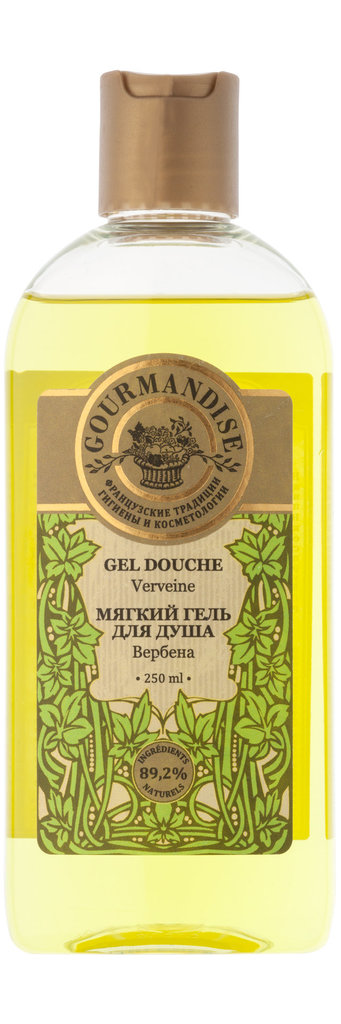 GOURMANDISE
ФРАНЦУЗСКИЕ ТРАДИЦИИ
ГИГИЕНЫ И КОСМЕТОЛОГИИ
GEL DOUCHE
Verveine
МЯГКИЙ ГЕЛЬ
ДЛЯ ДУША
Вербена
• 250 ml •
INGRÉDIENTS
89,2%
NATURELS